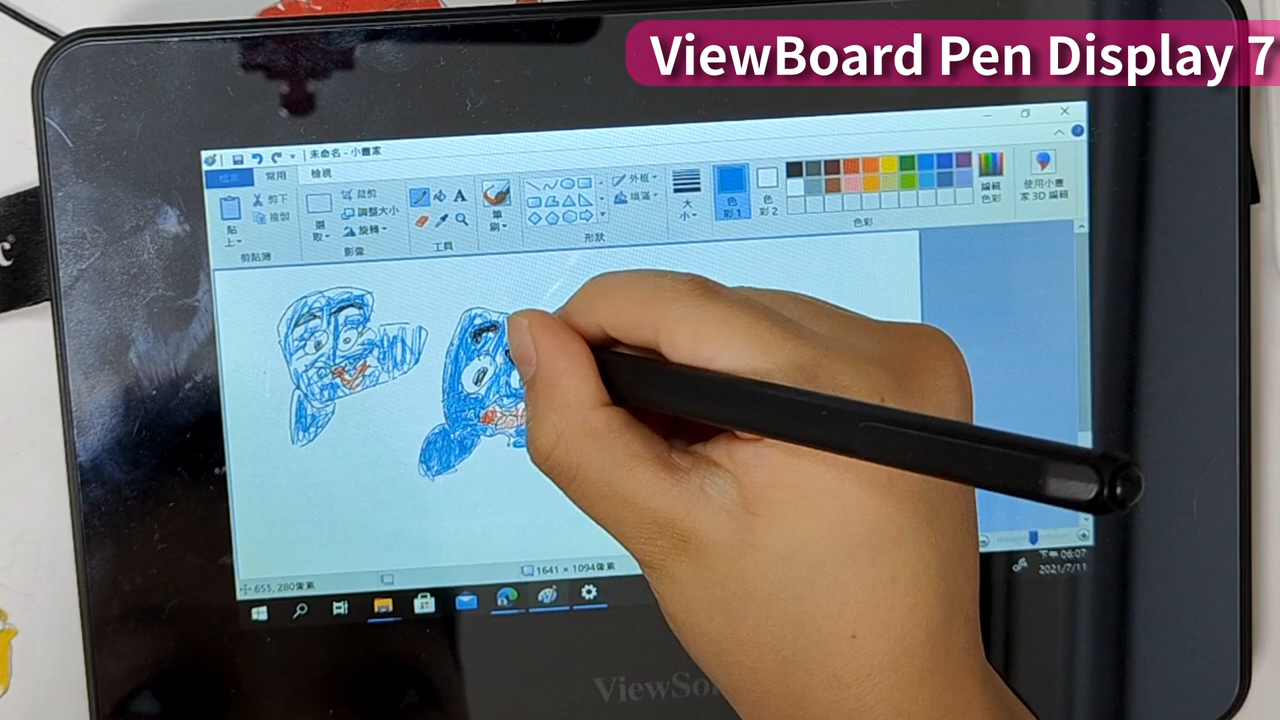 ViewBoard Pen Display 7
未命名 - 小畫家
檔案 常用 檢視
貼上
剪下
複製
剪貼簿
選取
裁剪
調整大小
旋轉
影像
A
工具
筆刷
外框
填滿
形狀
大小
色彩 1
色彩 2
編輯色彩
色彩
使用小畫家 3D 編輯
655, 280像素
1641 × 1094像素
下午 06:07
2021/7/11
ViewSo